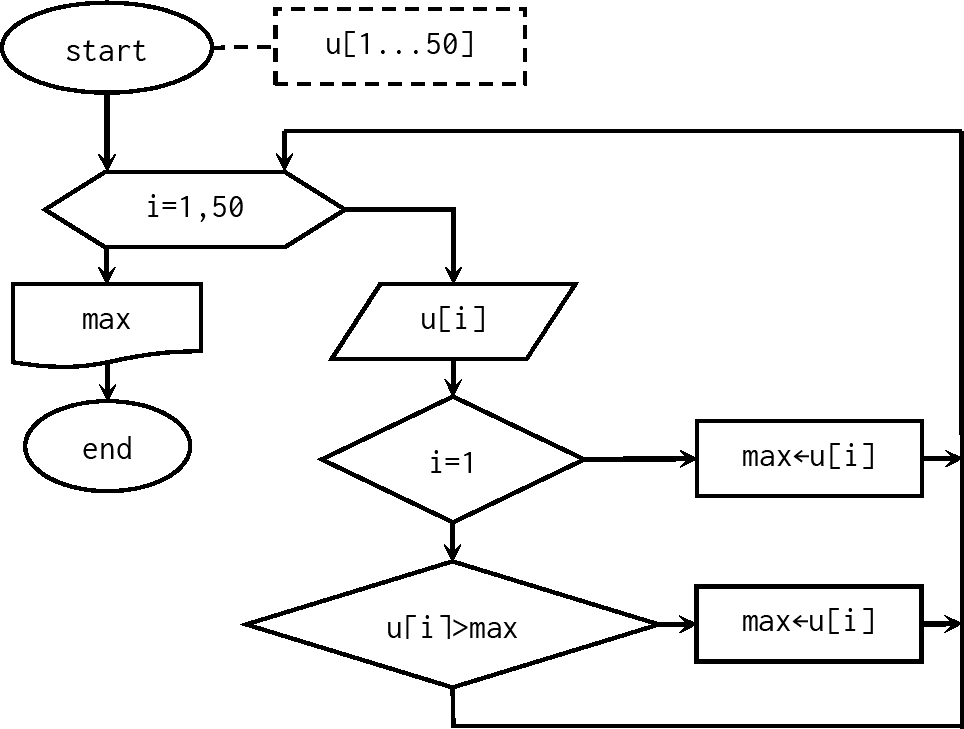 start
u[1...50]
i=1,50
max
u[i]
end
i=1
max←u[i]
u[i]>max
max←u[i]